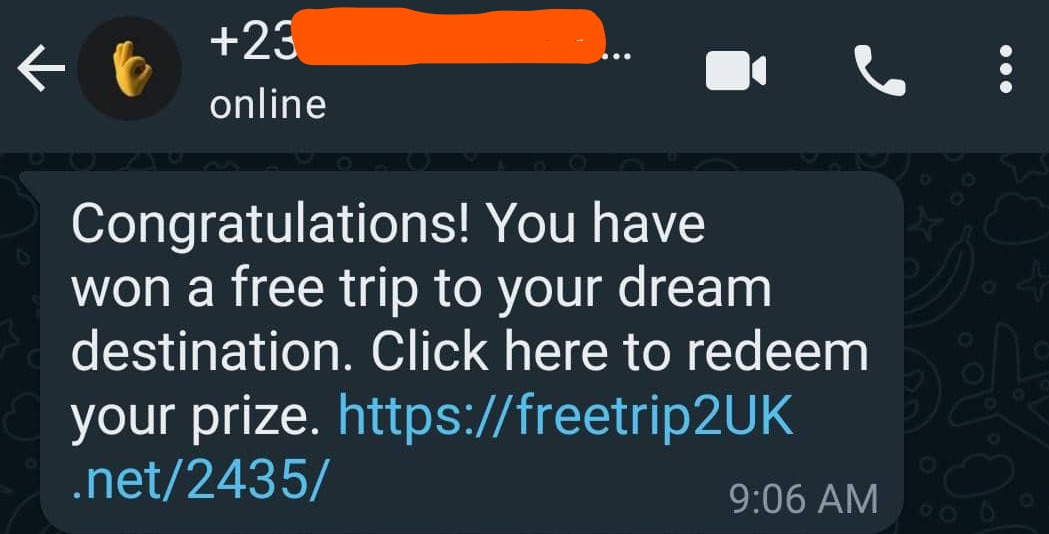 +23...
online
Congratulations! You have
won a free trip to your dream
destination. Click here to redeem
your prize. https://freetrip2UK
.net/2435/
9:06 AM